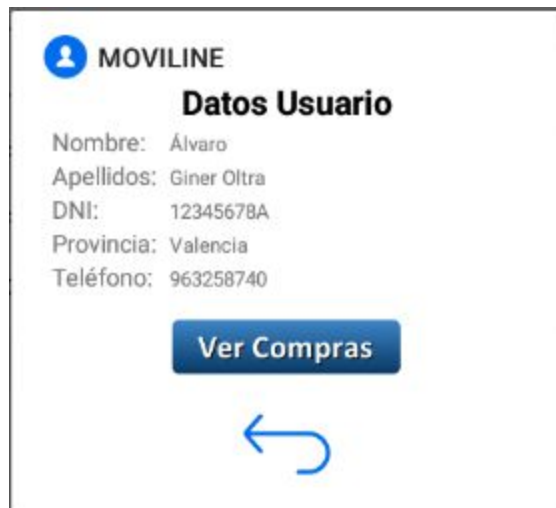 MOVILINE
Datos Usuario
Nombre: Álvaro
Apellidos: Giner Oltra
DNI: 12345678A
Provincia: Valencia
Teléfono: 963258740
Ver Compras